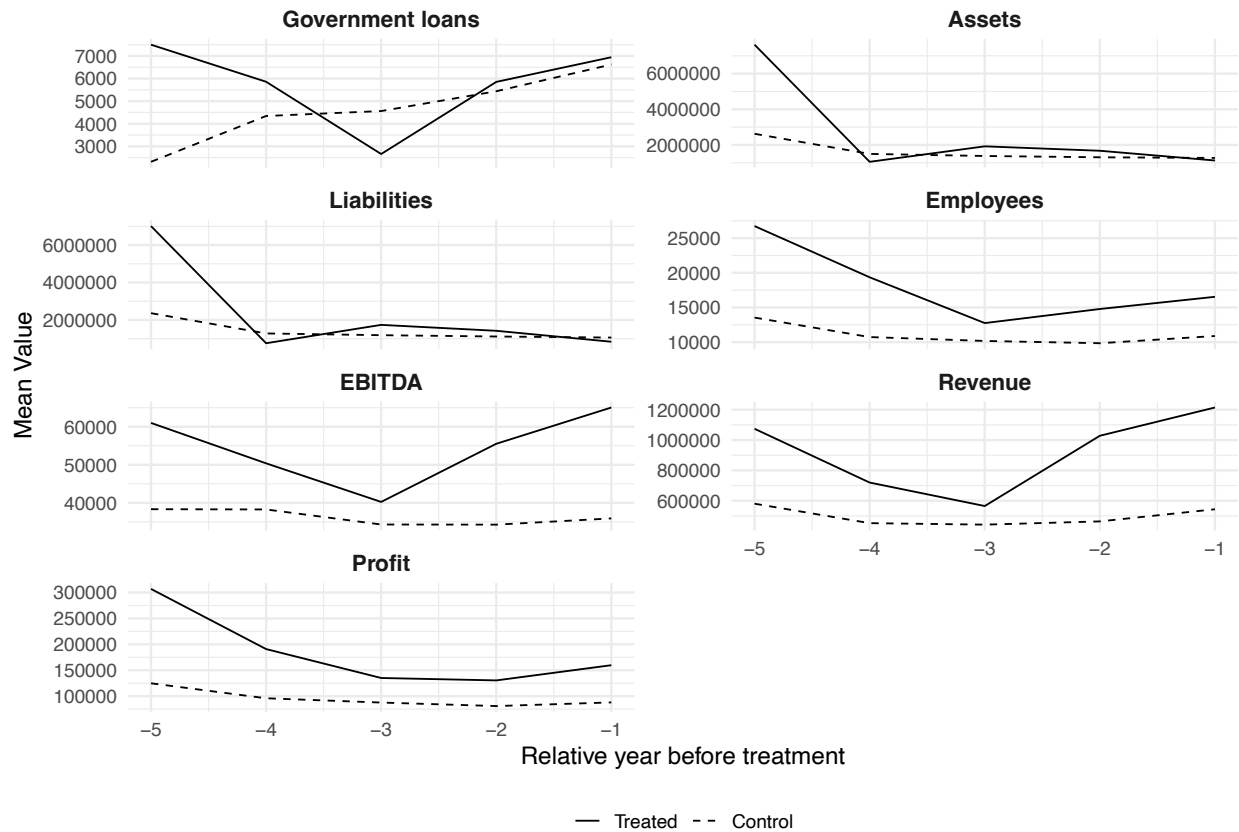 Government loans
7000
6000
5000
4000
3000
Assets
6000000
4000000
2000000
Liabilities
6000000
4000000
2000000
Employees
25000
20000
15000
10000
EBITDA
60000
50000
40000
Revenue
1200000
1000000
800000
600000
−5 −4 −3 −2 −1
Profit
300000
250000
200000
150000
100000
−5 −4 −3 −2 −1
Mean Value
Relative year before treatment
Treated Control